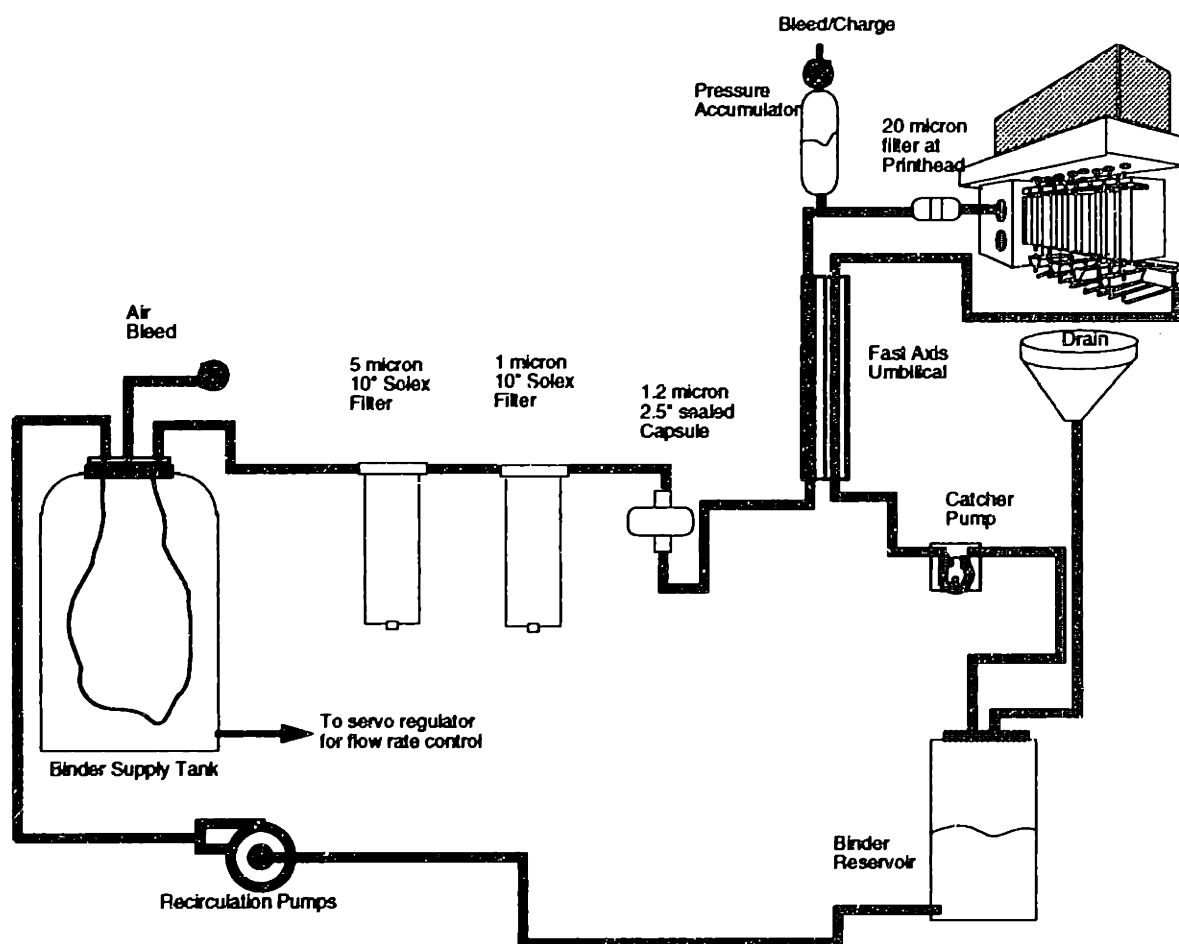 Bleed/Charge
Pressure
Accumulator
20 micron
filter at
Printhead
Air
Bleed
5 micron
10" Solex
Filter
1 micron
10" Solex
Filter
1.2 micron
2.5" sealed
Capsule
Fast Axis
Umbilical
Drain
Catcher
Pump
To servo regulator
for flow rate control
Binder Supply Tank
Binder
Reservoir
Recirculation Pumps